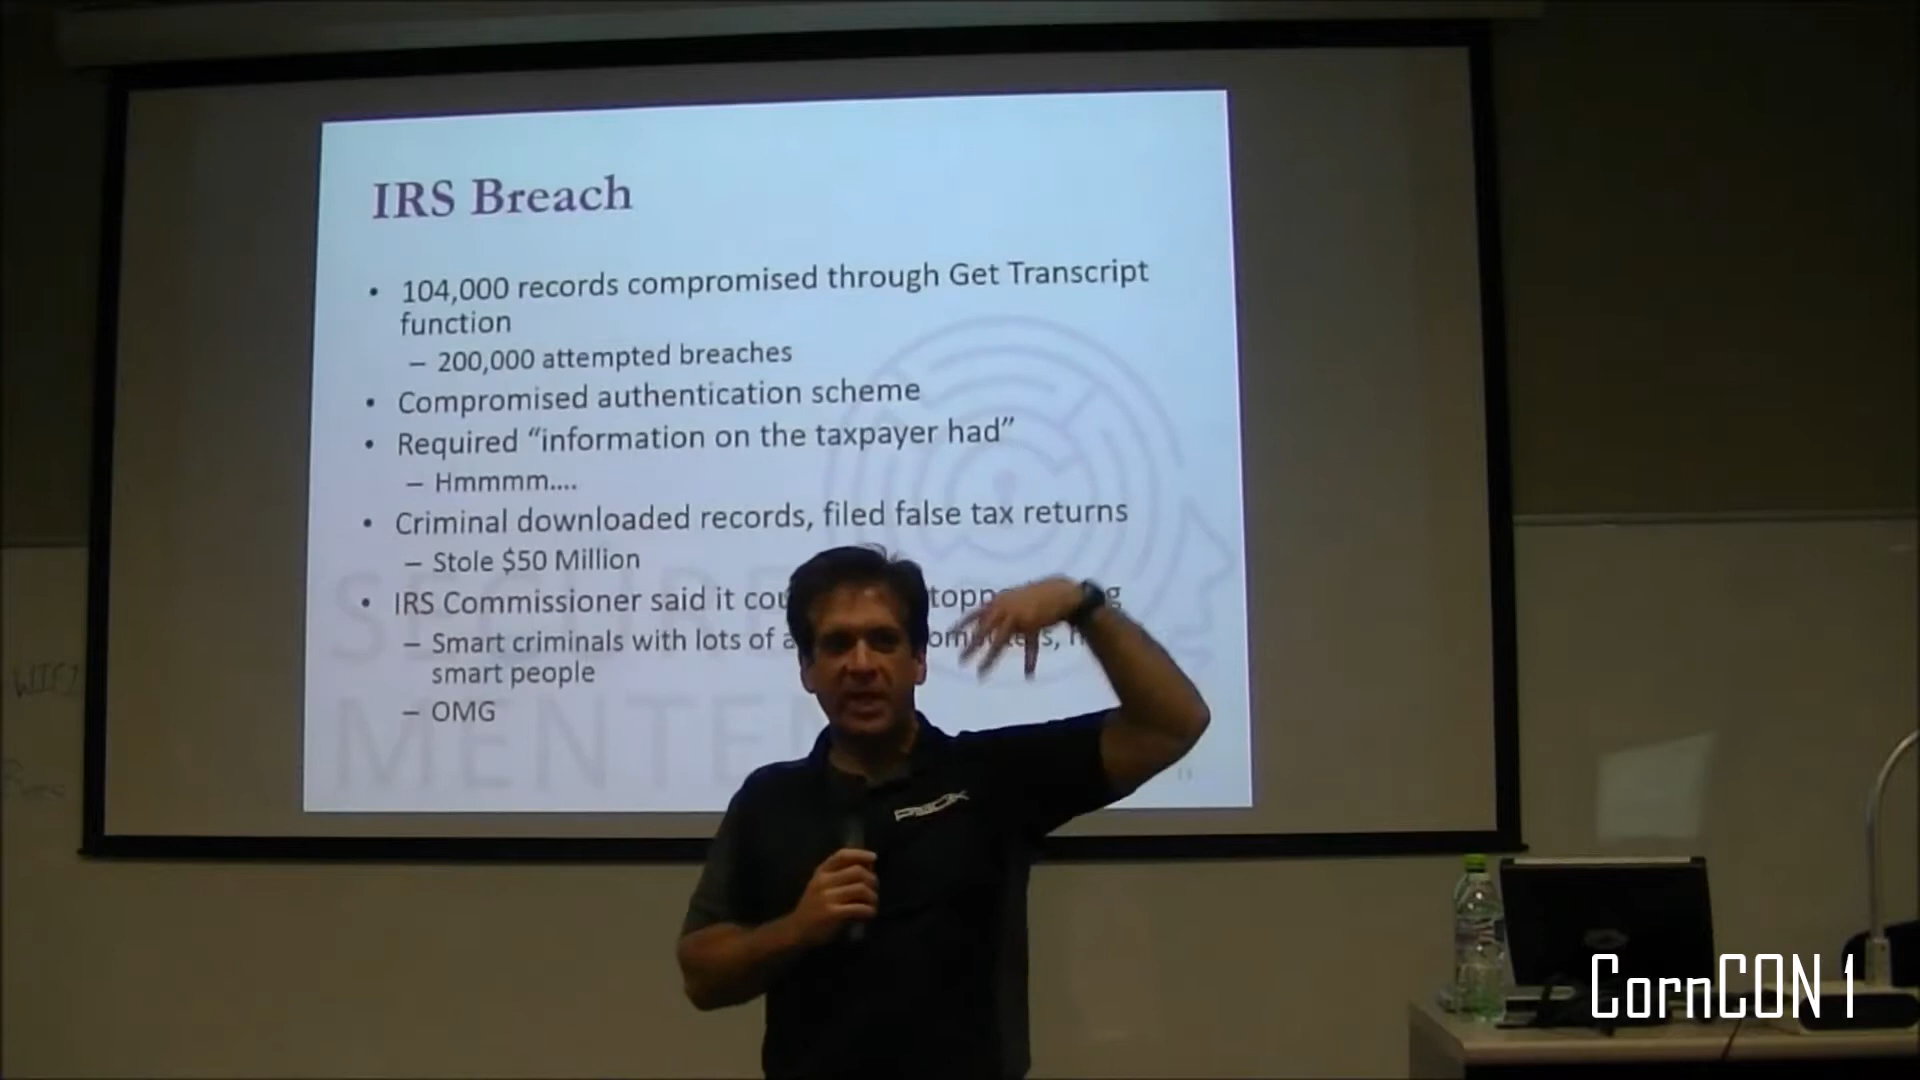 IRS Breach
• 104,000 records compromised through Get Transcript
function
– 200,000 attempted breaches
• Compromised authentication scheme
• Required “information on the taxpayer had”
– Hmmmm....
• Criminal downloaded records, filed false tax returns
– Stole $50 Million
• IRS Commissioner said it
– Smart criminals with lots of
smart people
– OMG
SECURE
CornCON 1